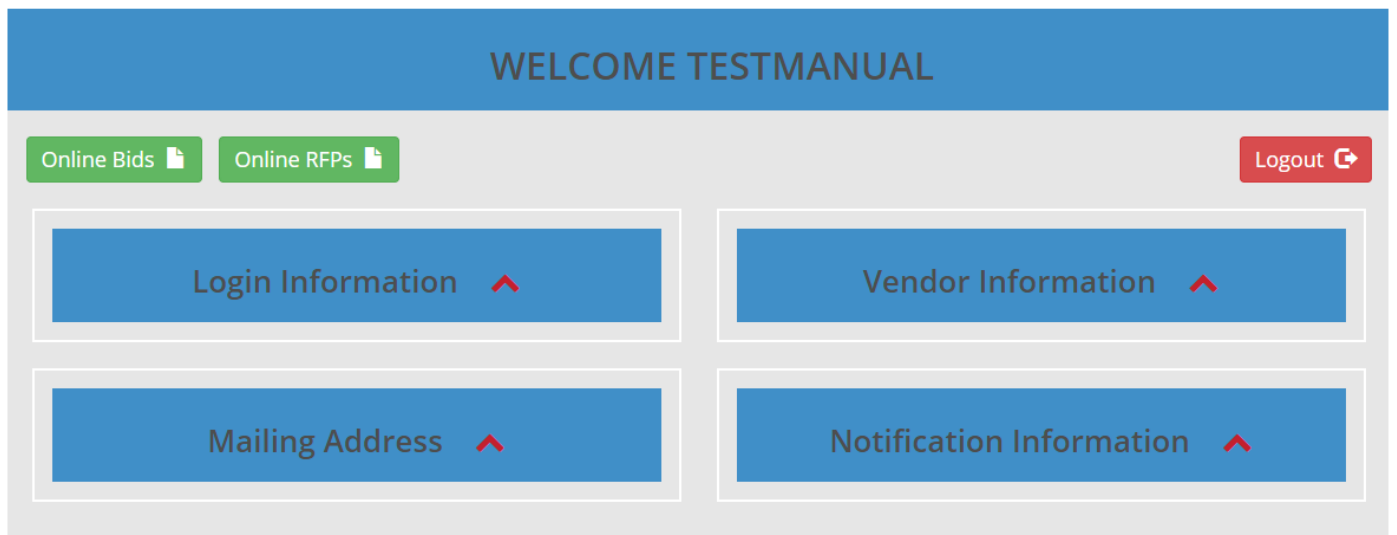 WELCOME TESTMANUAL
Online Bids
Online RFPs
Logout
Login Information
Vendor Information
Mailing Address
Notification Information